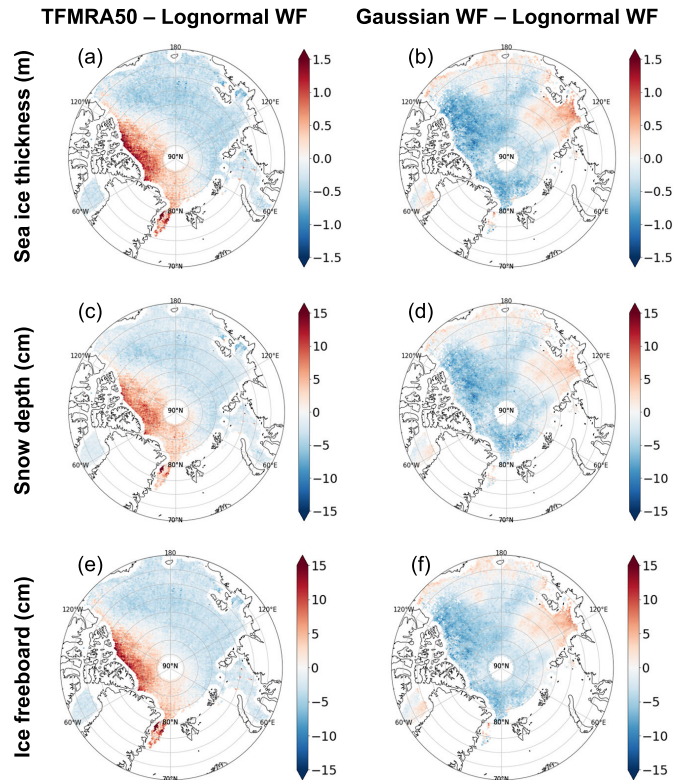 TFMRA50 – Lognormal WF
Gaussian WF – Lognormal WF
Sea ice thickness (m)
(a)
180
120°W
120°E
90°N
60°W
80°N
60°E
70°N
1.5
1.0
0.5
0.0
−0.5
−1.0
−1.5
(b)
180
120°W
120°E
90°N
60°W
80°N
60°E
70°N
1.5
1.0
0.5
0.0
−0.5
−1.0
−1.5
Snow depth (cm)
(c)
180
120°W
120°E
90°N
60°W
80°N
60°E
70°N
15
10
5
0
−5
−10
−15
(d)
180
120°W
120°E
90°N
60°W
80°N
60°E
70°N
15
10
5
0
−5
−10
−15
Ice freeboard (cm)
(e)
180
120°W
120°E
90°N
60°W
80°N
60°E
70°N
15
10
5
0
−5
−10
−15
(f)
180
120°W
120°E
90°N
60°W
80°N
60°E
70°N
15
10
5
0
−5
−10
−15